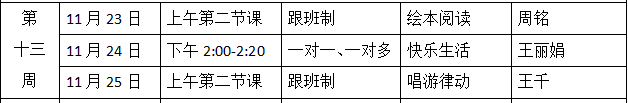 第十三周
11月23日 上午第二节课 跟班制 绘本阅读 周铭
11月24日 下午 2:00-2:20 一对一、一对多 快乐生活 王丽娟
11月25日 上午第二节课 跟班制 唱游律动 王千